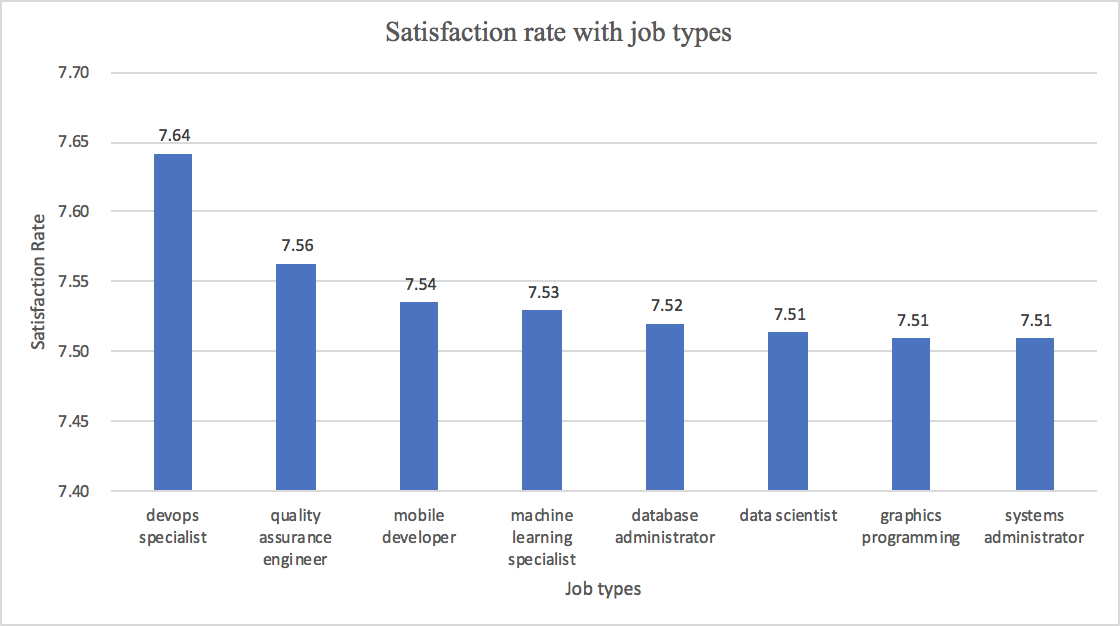 Satisfaction rate with job types
7.70
7.65
7.60
7.55
7.50
7.45
7.40
Satisfaction Rate
7.64
7.56
7.54
7.53
7.52
7.51
7.51
7.51
devops
specialist
quality
assurance
engineer
mobile
developer
machine
learning
specialist
database
administrator
data scientist
graphics
programming
systems
administrator
Job types